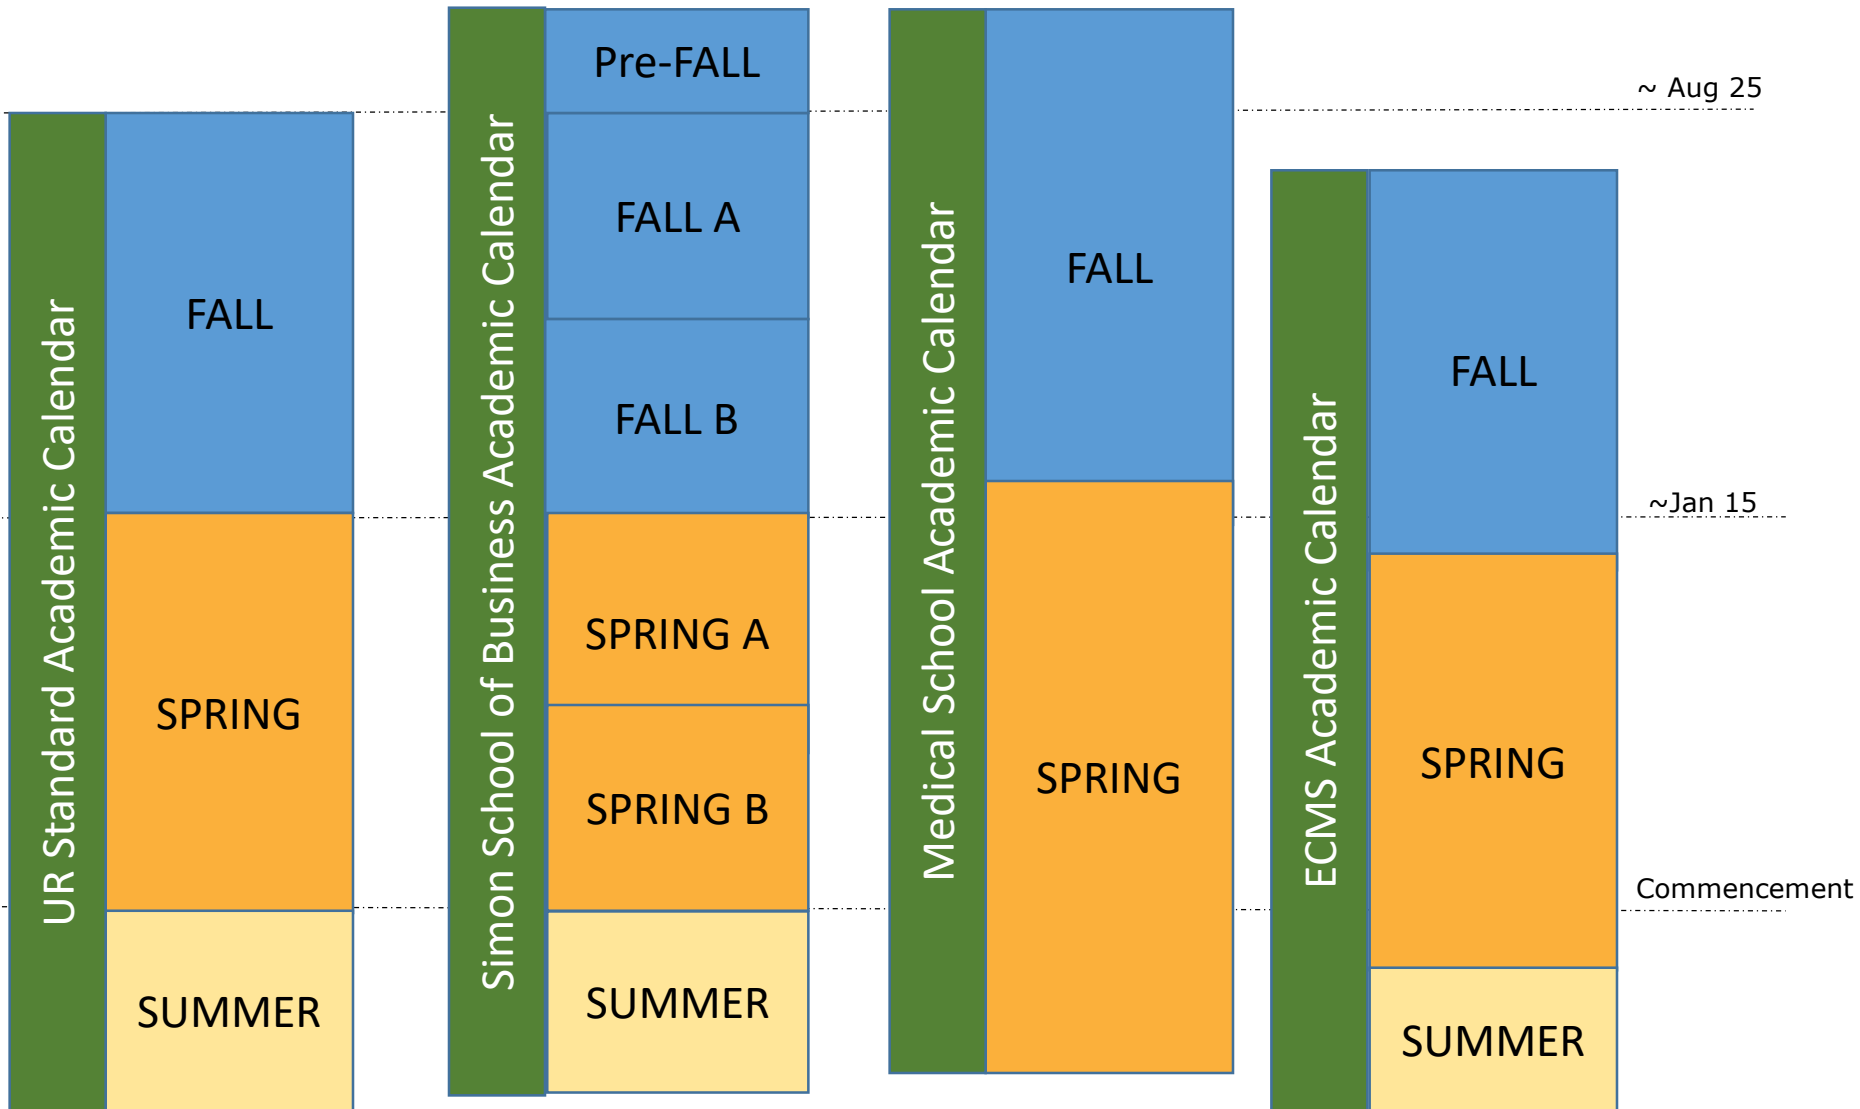 UR Standard Academic Calendar
FALL
SPRING
SUMMER
Simon School of Business Academic Calendar
Pre-FALL
FALL A
FALL B
SPRING A
SPRING B
SUMMER
Medical School Academic Calendar
FALL
SPRING
ECMS Academic Calendar
FALL
SPRING
SUMMER
~ Aug 25
~Jan 15
Commencement